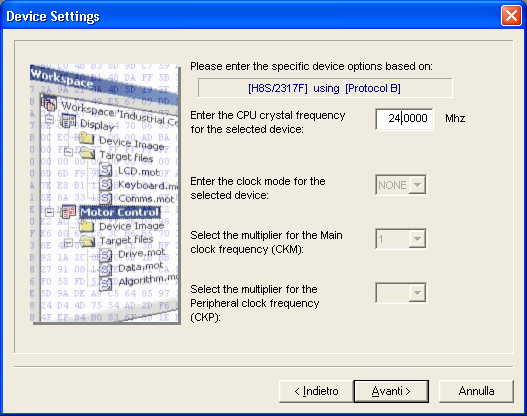 Device Settings
Please enter the specific device options based on:
[H8S/2317F] using [Protocol B]
Enter the CPU crystal frequency
for the selected device:
24.0000 Mhz
Enter the clock mode for the
selected device:
NONE
Select the multiplier for the Main
clock frequency (CKM):
1
Select the multiplier for the
Peripheral clock frequency
(CKP):
Workspace
Workspace 'Industrial Co
Display
Device Image
Target files
LCD.mot
Keyboard.mo
Comms.mot
Motor Control
Device Image
Target files
Drive.mot
Data.mot
Algorithm.mot
< Indietro
Avanti >
Annulla